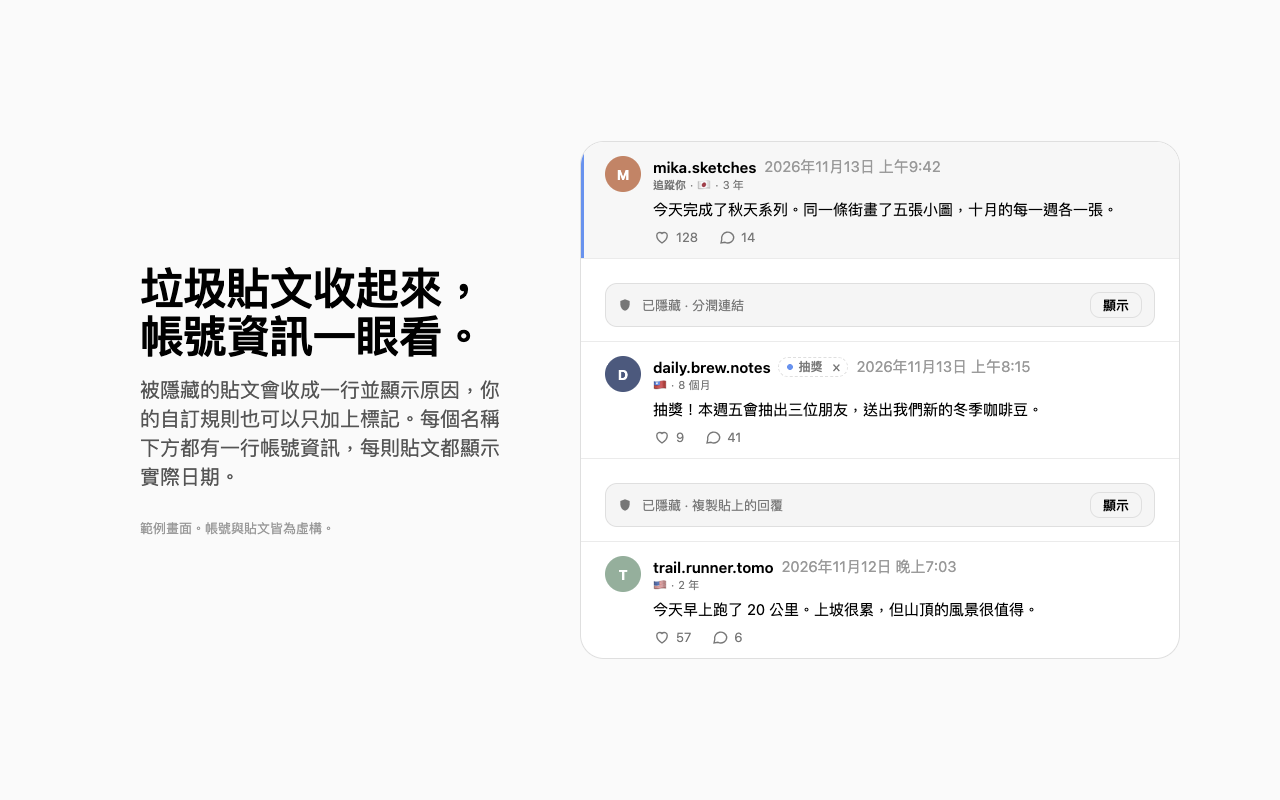 垃圾貼文收起來，
帳號資訊一眼看。
被隱藏的貼文會收成一行並顯示原因，你
的自訂規則也可以只加上標記。每個名稱
下方都有一行帳號資訊，每則貼文都顯示
實際日期。
範例畫面。帳號與貼文皆為虛構。
M
mika.sketches 2026年11月13日 上午9:42
追蹤你 · 🇯🇵 · 3 年
今天完成了秋天系列。同一條街畫了五張小圖，十月的每一週各一張。
128 14
已隱藏 · 分潤連結 顯示
D
daily.brew.notes 抽獎 × 2026年11月13日 上午8:15
🇹🇼 · 8 個月
抽獎！本週五會抽出三位朋友，送出我們新的冬季咖啡豆。
9 41
已隱藏 · 複製貼上的回覆 顯示
T
trail.runner.tomo 2026年11月12日 晚上7:03
🇺🇸 · 2 年
今天早上跑了 20 公里。上坡很累，但山頂的風景很值得。
57 6